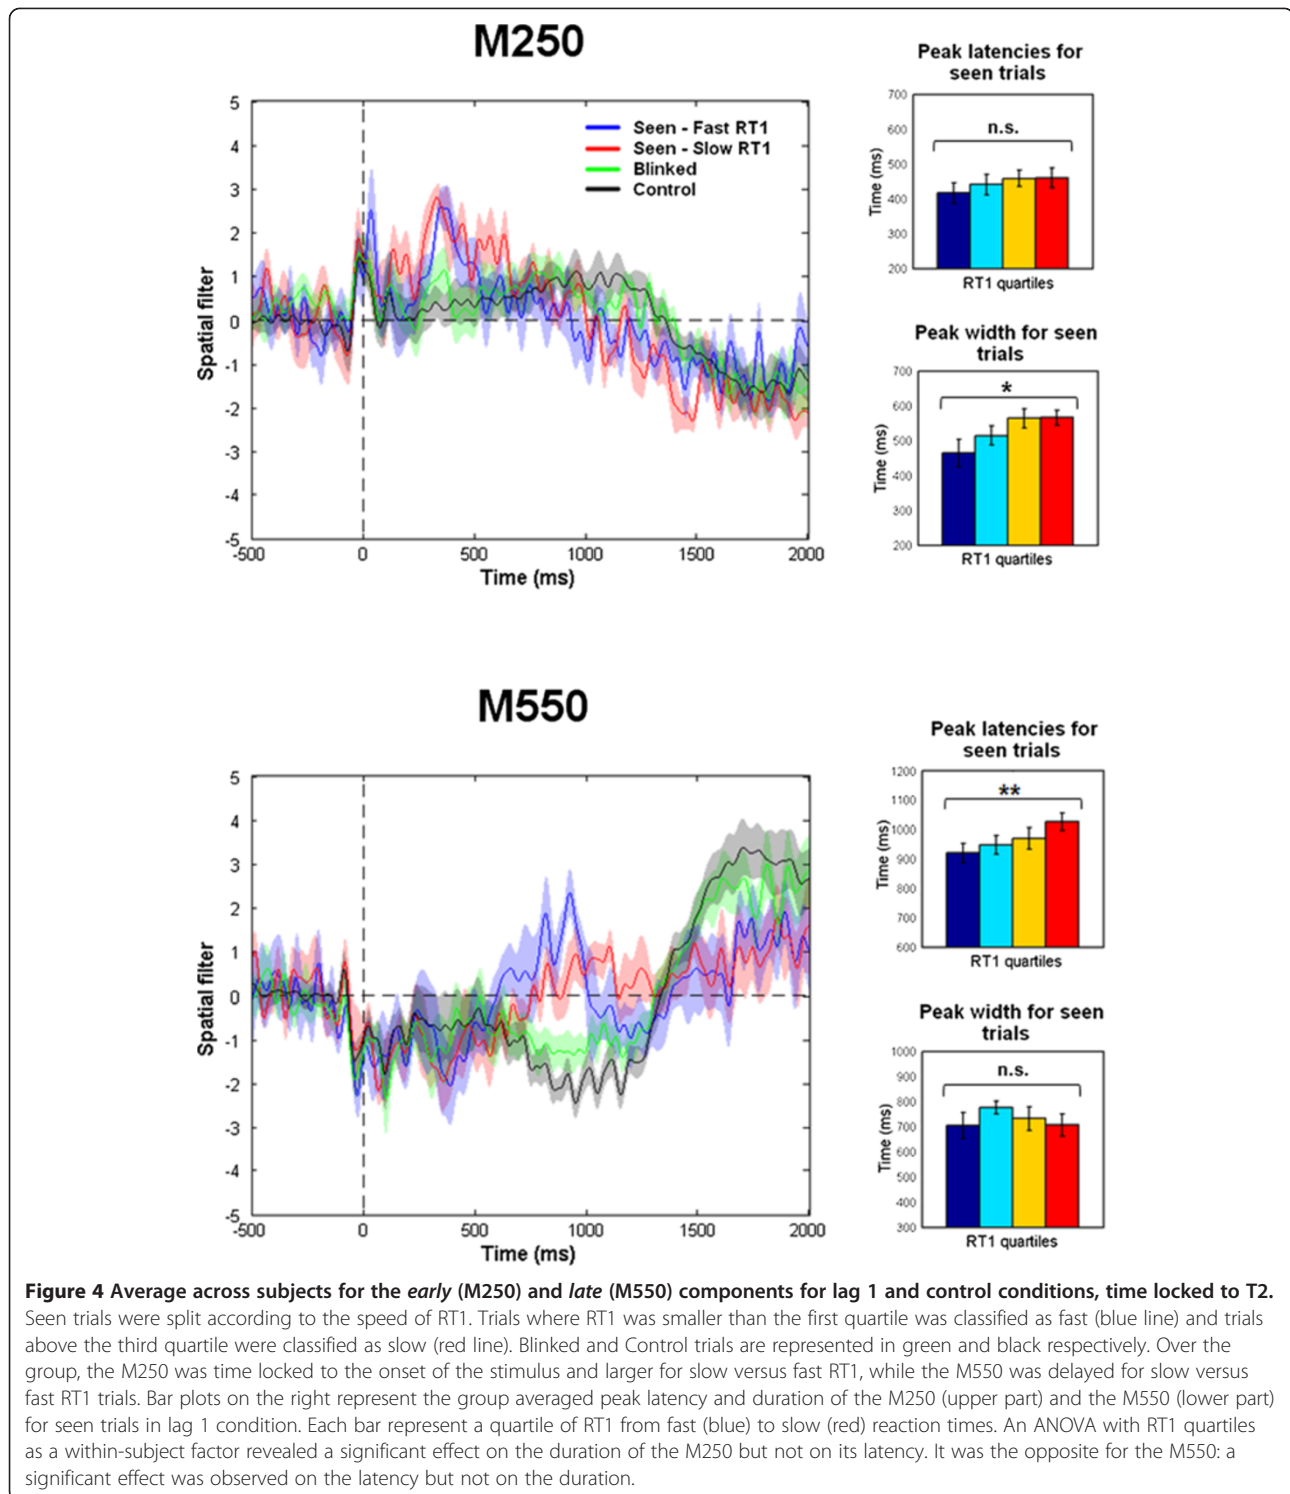 M250
Peak latencies for
seen trials
5
4
3
2
1
0
-1
-2
-3
-4
-5
Spatial filter
-500
0
500
1000
1500
2000
Time (ms)
Seen - Fast RT1
Seen - Slow RT1
Blinked
Control
700
600
500
400
300
200
Time (ms)
n.s.
RT1 quartiles
Peak width for seen
trials
700
600
500
400
300
200
Time (ms)
*
RT1 quartiles
M550
5
4
3
2
1
0
-1
-2
-3
-4
-5
Spatial filter
-500
0
500
1000
1500
2000
Time (ms)
Peak latencies for
seen trials
1200
1100
1000
900
800
700
600
Time (ms)
**
RT1 quartiles
Peak width for seen
trials
1000
900
800
700
600
500
400
300
Time (ms)
n.s.
RT1 quartiles
Figure 4 Average across subjects for the early (M250) and late (M550) components for lag 1 and control conditions, time locked to T2.
Seen trials were split according to the speed of RT1. Trials where RT1 was smaller than the first quartile was classified as fast (blue line) and trials
above the third quartile were classified as slow (red line). Blinked and Control trials are represented in green and black respectively. Over the
group, the M250 was time locked to the onset of the stimulus and larger for slow versus fast RT1, while the M550 was delayed for slow versus
fast RT1 trials. Bar plots on the right represent the group averaged peak latency and duration of the M250 (upper part) and the M550 (lower part)
for seen trials in lag 1 condition. Each bar represent a quartile of RT1 from fast (blue) to slow (red) reaction times. An ANOVA with RT1 quartiles
as a within-subject factor revealed a significant effect on the duration of the M250 but not on its latency. It was the opposite for the M550: a
significant effect was observed on the latency but not on the duration.